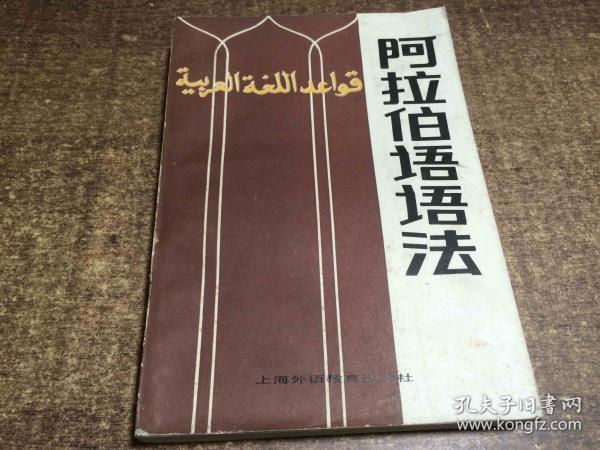 قواعد اللغة العربية
阿拉伯语语法
上海外语教育出版社
孔夫子旧书网
www.kongfz.com